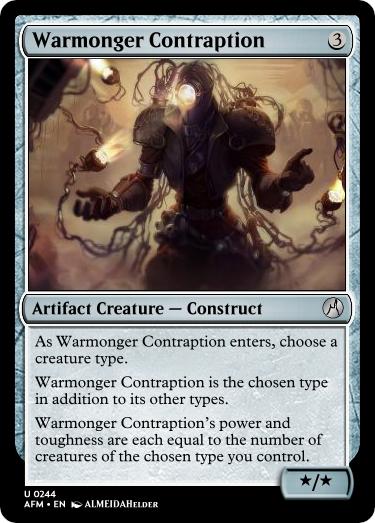 Warmonger Contraption 3
Artifact Creature — Construct
As Warmonger Contraption enters, choose a
creature type.
Warmonger Contraption is the chosen type
in addition to its other types.
Warmonger Contraption's power and
toughness are each equal to the number of
creatures of the chosen type you control.
★/★
U 0244
AFM • EN ALMEIDAHelder